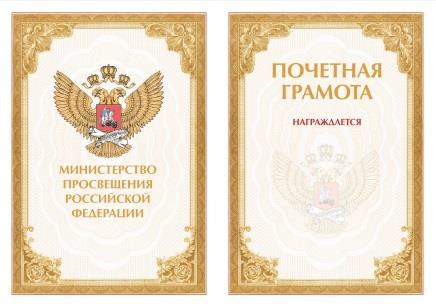 МИНИСТЕРСТВО
ПРОСВЕЩЕНИЯ
РОССИЙСКОЙ
ФЕДЕРАЦИИ
ПОЧЕТНАЯ
ГРАМОТА
НАГРАЖДАЕТСЯ